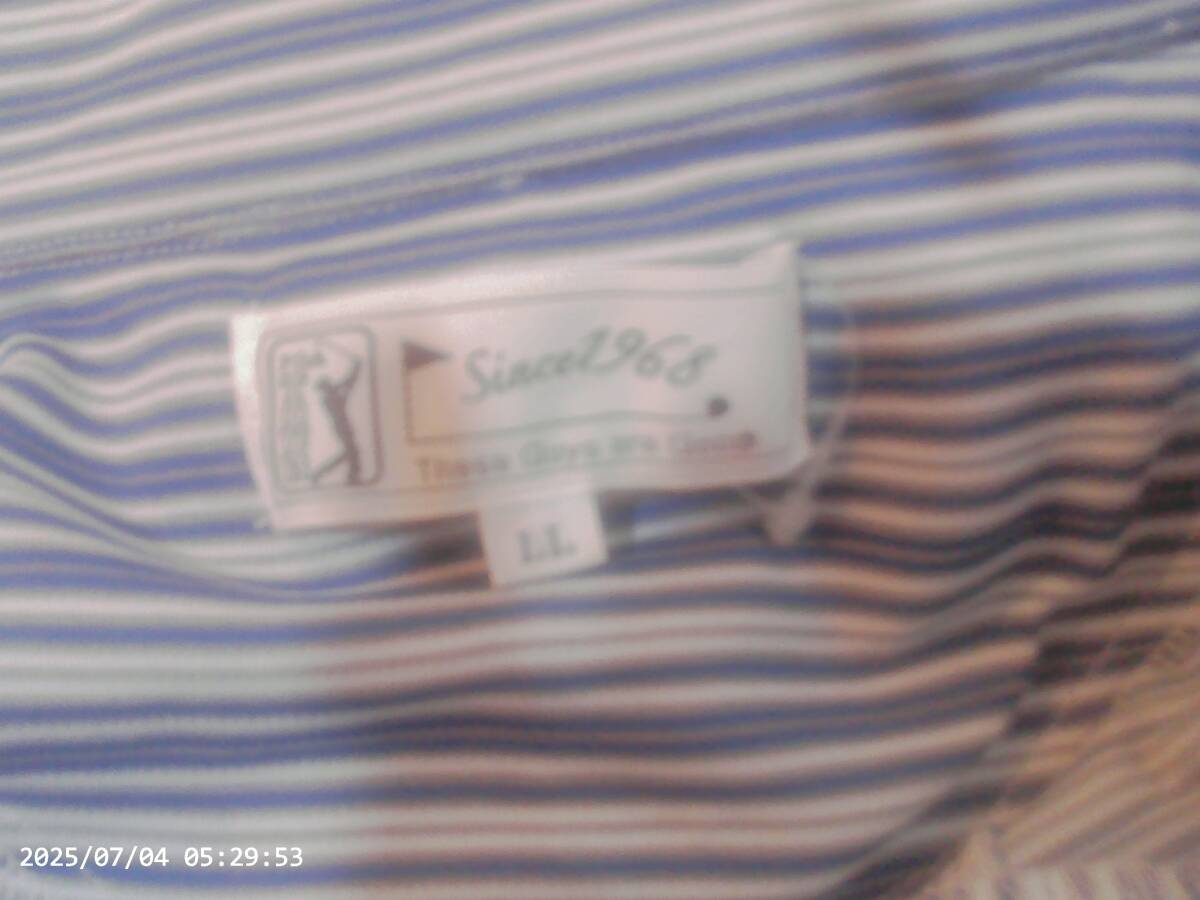 Since1968
These Guys are Good
LL
2025/07/04 05:29:53